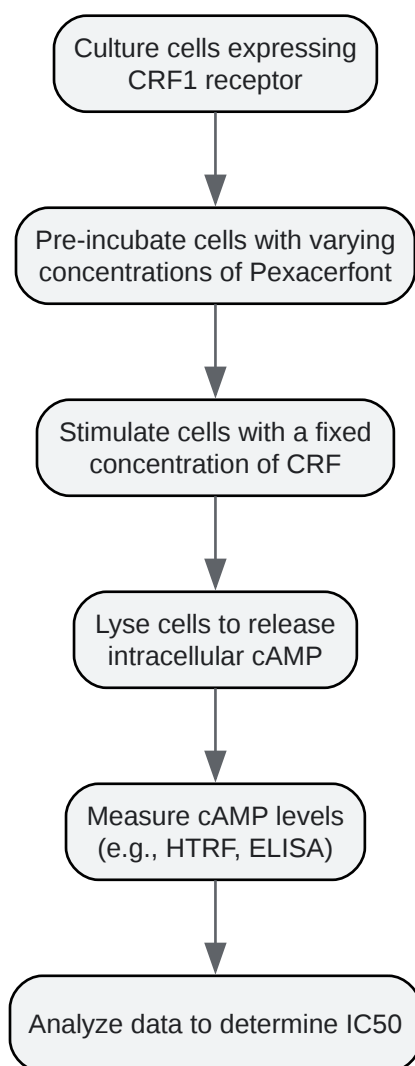 Culture cells expressing
CRF1 receptor
Pre-incubate cells with varying
concentrations of Pexacerfont
Stimulate cells with a fixed
concentration of CRF
Lyse cells to release
intracellular cAMP
Measure cAMP levels
(e.g., HTRF, ELISA)
Analyze data to determine IC50